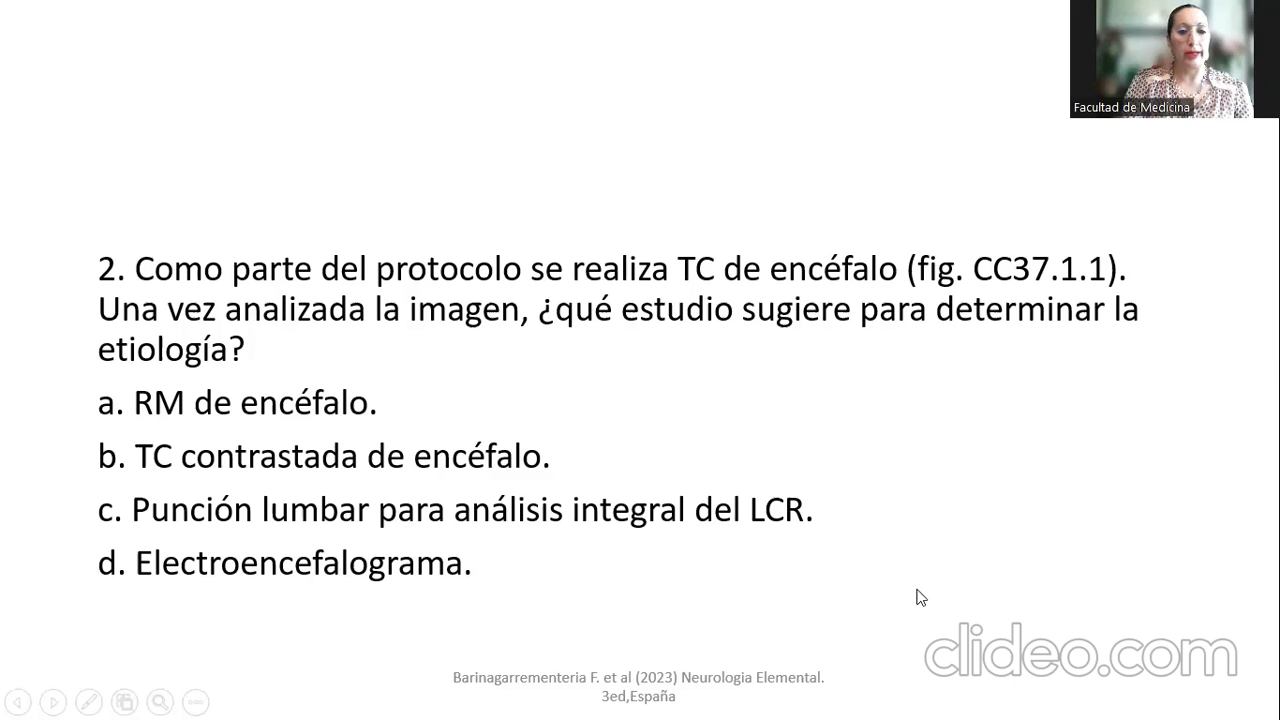 Facultad de Medicina
2. Como parte del protocolo se realiza TC de encéfalo (fig. CC37.1.1).
Una vez analizada la imagen, ¿qué estudio sugiere para determinar la
etiología?
a. RM de encéfalo.
b. TC contrastada de encéfalo.
c. Punción lumbar para análisis integral del LCR.
d. Electroencefalograma.
clideo.com
Barinagarrementeria F. et al (2023) Neurologia Elemental.
3ed,España